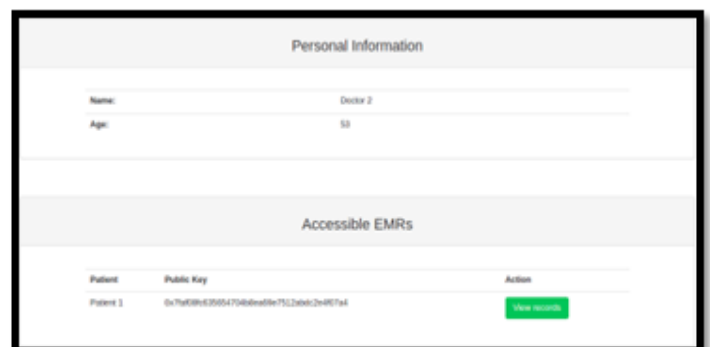 Personal Information
Name: Doctor 2
Age: 53
Accessible EMRs
Patient Public Key Action
Patient 1 View records